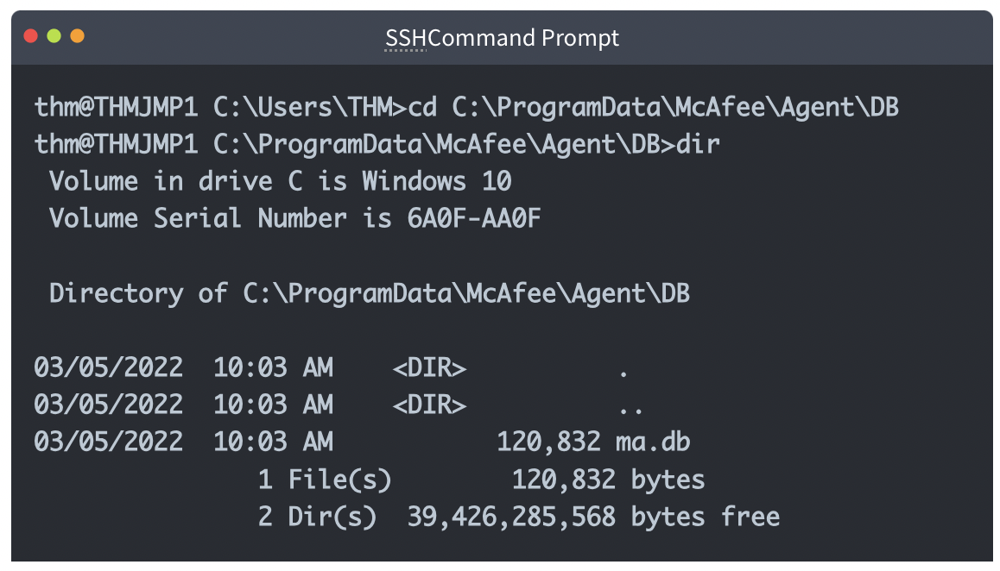 SSHCommand Prompt
thm@THMJMP1 C:\Users\THM>cd C:\ProgramData\McAfee\Agent\DB
thm@THMJMP1 C:\ProgramData\McAfee\Agent\DB>dir
 Volume in drive C is Windows 10
 Volume Serial Number is 6A0F-AA0F
 Directory of C:\ProgramData\McAfee\Agent\DB
03/05/2022  10:03 AM    <DIR>          .
03/05/2022  10:03 AM    <DIR>          ..
03/05/2022  10:03 AM           120,832 ma.db
               1 File(s)        120,832 bytes
               2 Dir(s)  39,426,285,568 bytes free